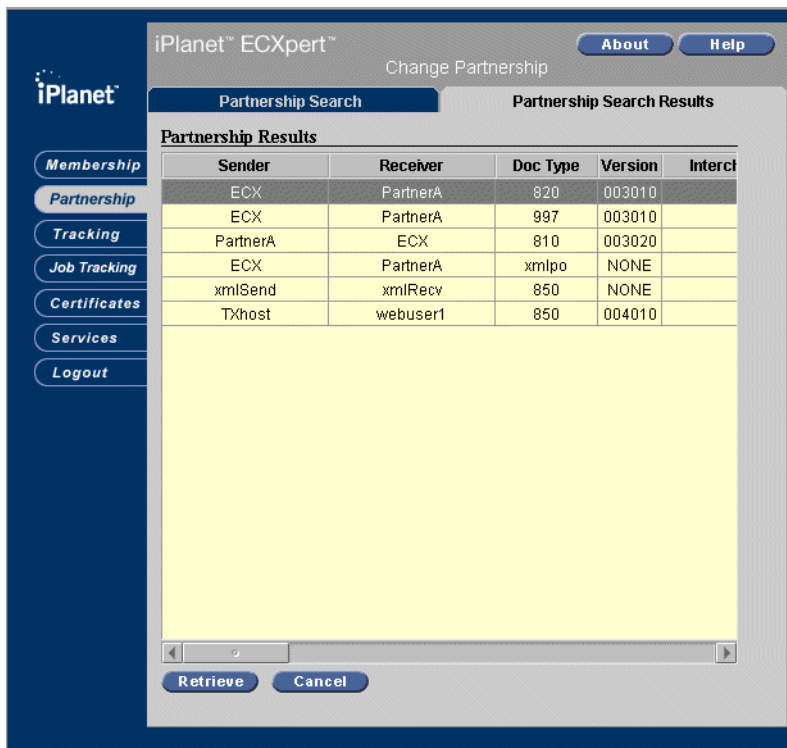 iPlanet™ ECXpert™
About
Help
Change Partnership
iPlanet™
Partnership Search
Partnership Search Results
Partnership Results
Membership
Partnership
Tracking
Job Tracking
Certificates
Services
Logout
Sender Receiver Doc Type Version Interch
ECX PartnerA 820 003010
ECX PartnerA 997 003010
PartnerA ECX 810 003020
ECX PartnerA xmlpo NONE
xmlSend xmlRecv 850 NONE
TXhost webuser1 850 004010
Retrieve
Cancel